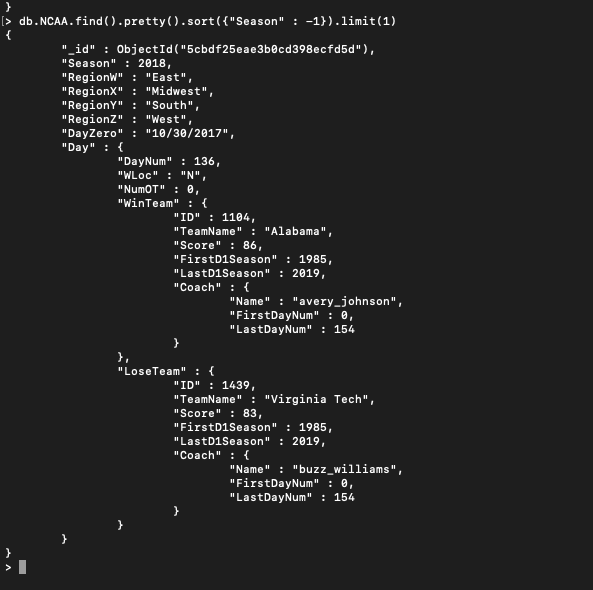 }
[> db.NCAA.find().pretty().sort({"Season" : -1}).limit(1)
{
"_id" : ObjectId("5cbdf25eae3b0cd398ecfd5d"),
"Season" : 2018,
"RegionW" : "East",
"RegionX" : "Midwest",
"RegionY" : "South",
"RegionZ" : "West",
"DayZero" : "10/30/2017",
"Day" : {
"DayNum" : 136,
"WLoc" : "N",
"NumOT" : 0,
"WinTeam" : {
"ID" : 1104,
"TeamName" : "Alabama",
"Score" : 86,
"FirstD1Season" : 1985,
"LastD1Season" : 2019,
"Coach" : {
"Name" : "avery_johnson",
"FirstDayNum" : 0,
"LastDayNum" : 154
}
},
"LoseTeam" : {
"ID" : 1439,
"TeamName" : "Virginia Tech",
"Score" : 83,
"FirstD1Season" : 1985,
"LastD1Season" : 2019,
"Coach" : {
"Name" : "buzz_williams",
"FirstDayNum" : 0,
"LastDayNum" : 154
}
}
}
}
>